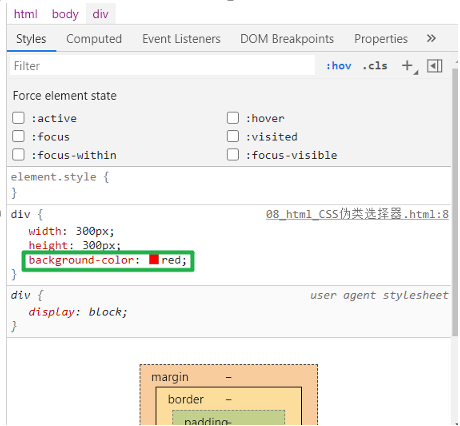 html body div
Styles Computed Event Listeners DOM Breakpoints Properties »
Filter :hov .cls +
Force element state
:active :hover
:focus :visited
:focus-within :focus-visible
element.style {
}
div { 08_html_CSS伪类选择器.html:8
width: 300px;
height: 300px;
background-color: red;
}
div { user agent stylesheet
display: block;
}
margin –
border –
padding–